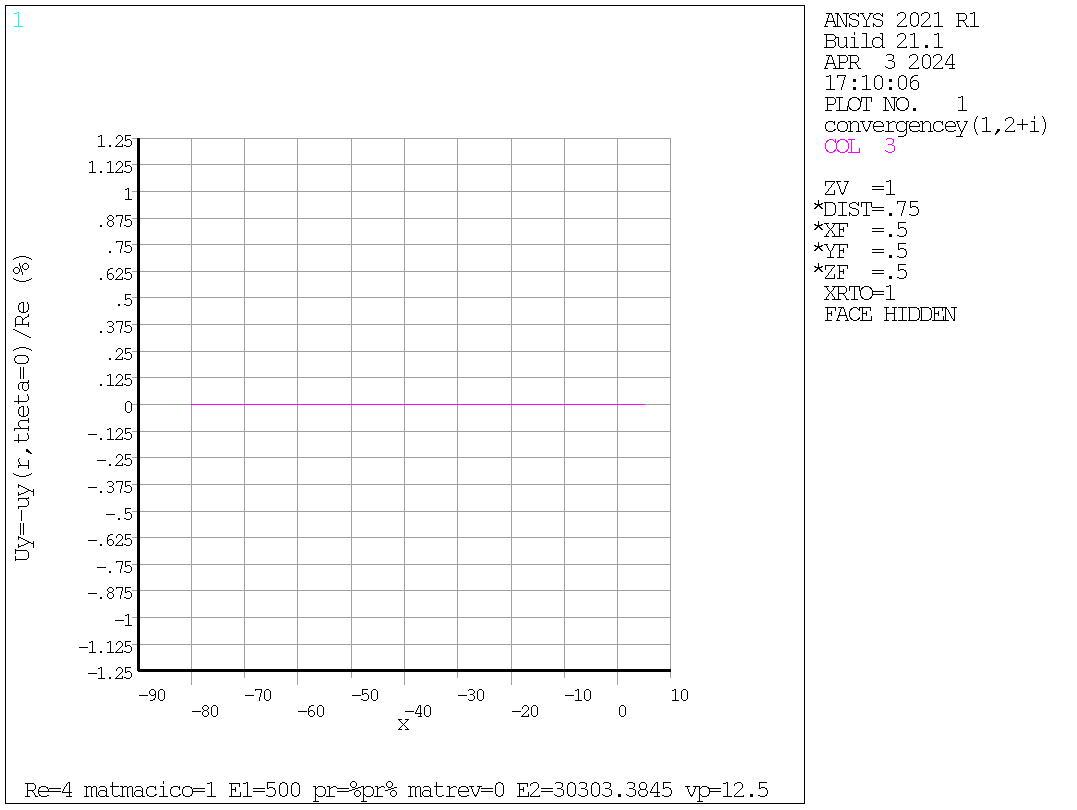 1
ANSYS 2021 R1
Build 21.1
APR  3 2024
17:10:06
PLOT NO.   1
convergencey(1,2+i)
COL  3
ZV  =1
*DIST=.75
*XF  =.5
*YF  =.5
*ZF  =.5
XRTO=1
FACE HIDDEN
Uy=-uy(r,theta=0)/Re (%)
1.25
1.125
1
.875
.75
.625
.5
.375
.25
.125
0
-.125
-.25
-.375
-.5
-.625
-.75
-.875
-1
-1.125
-1.25
-90 -70 -50 -30 -10 10
-80 -60 -40 -20 0
X
Re=4 matmacico=1 E1=500 pr=%pr% matrev=0 E2=30303.3845 vp=12.5